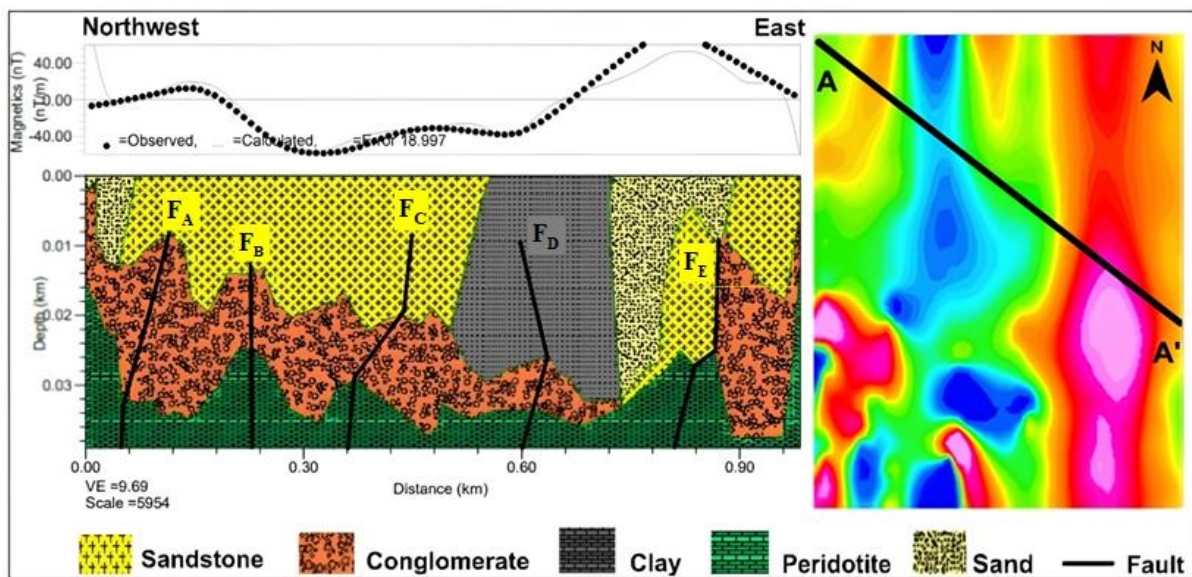 Northwest East
Magnetics (nT)
(nT/m)
40.00
0.00
-40.00
=Observed, =Calculated, =Error 18.997
0.00
0.01
0.02
0.03
Depth (km)
FA
FB
FC
FD
FE
0.00 0.30 0.60 0.90
Distance (km)
VE =9.69
Scale =5954
N
A
A'
Sandstone Conglomerate Clay Peridotite Sand Fault